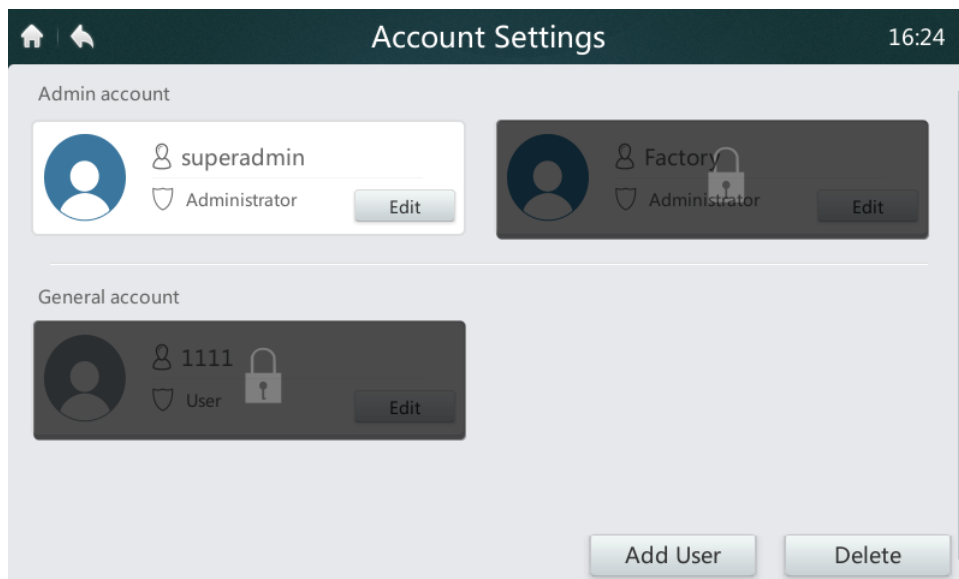 Account Settings
16:24
Admin account
superadmin
Administrator
Edit
Factory
Administrator
Edit
General account
1111
User
Edit
Add User
Delete